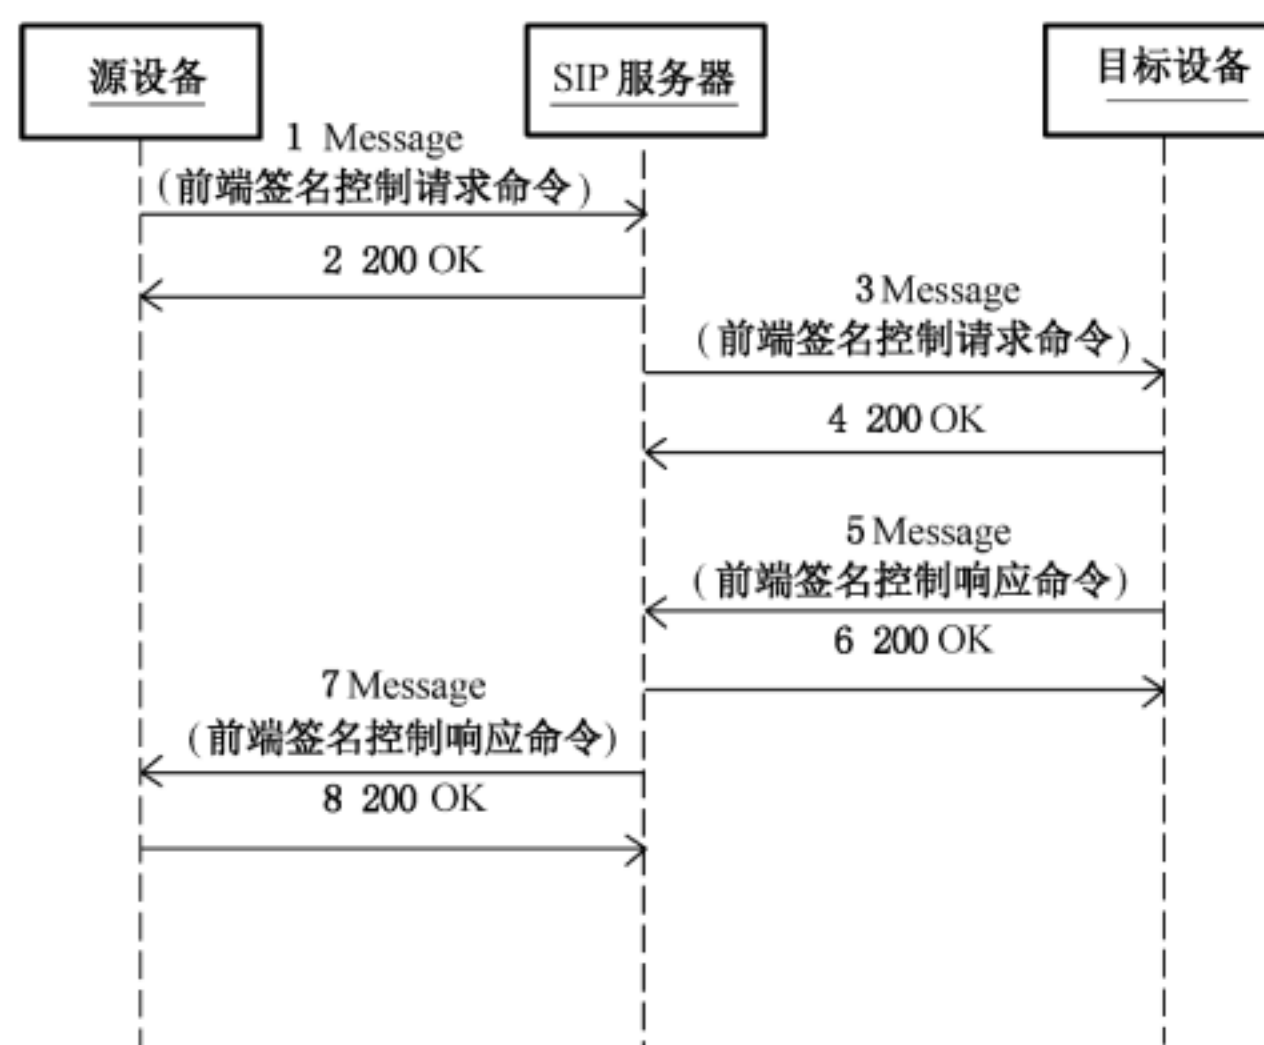 源设备
SIP服务器
目标设备
1 Message
(前端签名控制请求命令)
2 200 OK
3 Message
(前端签名控制请求命令)
4 200 OK
5 Message
(前端签名控制响应命令)
6 200 OK
7 Message
(前端签名控制响应命令)
8 200 OK